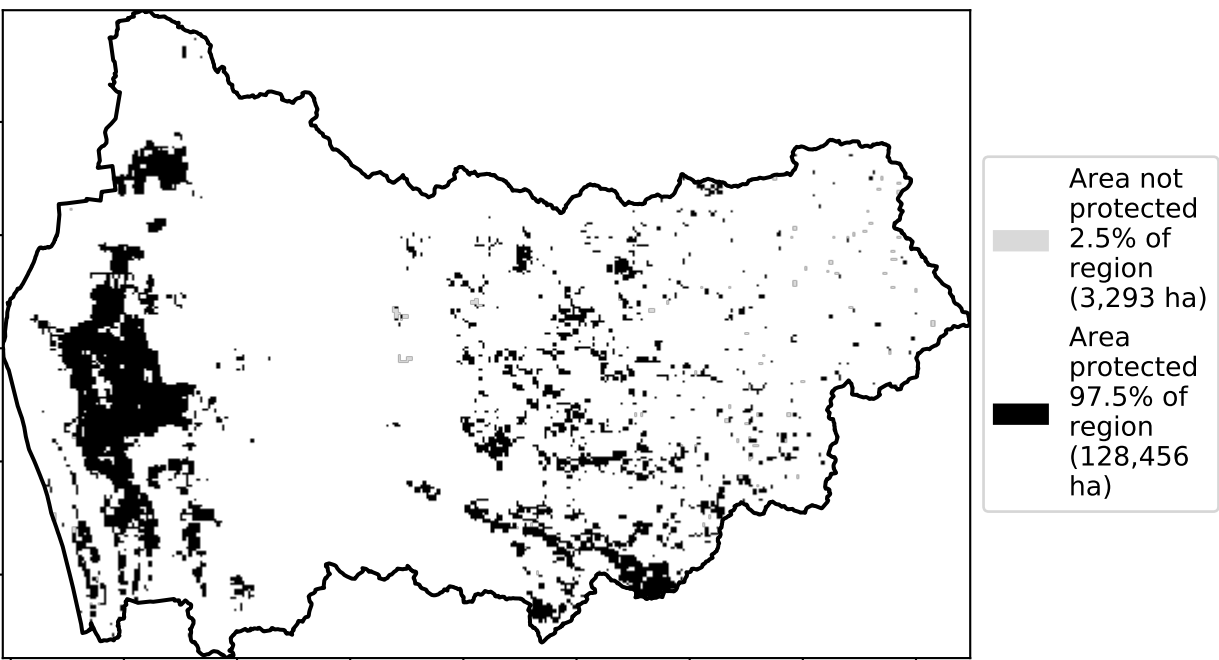 Area not
protected
2.5% of
region
(3,293 ha)
Area
protected
97.5% of
region
(128,456
ha)